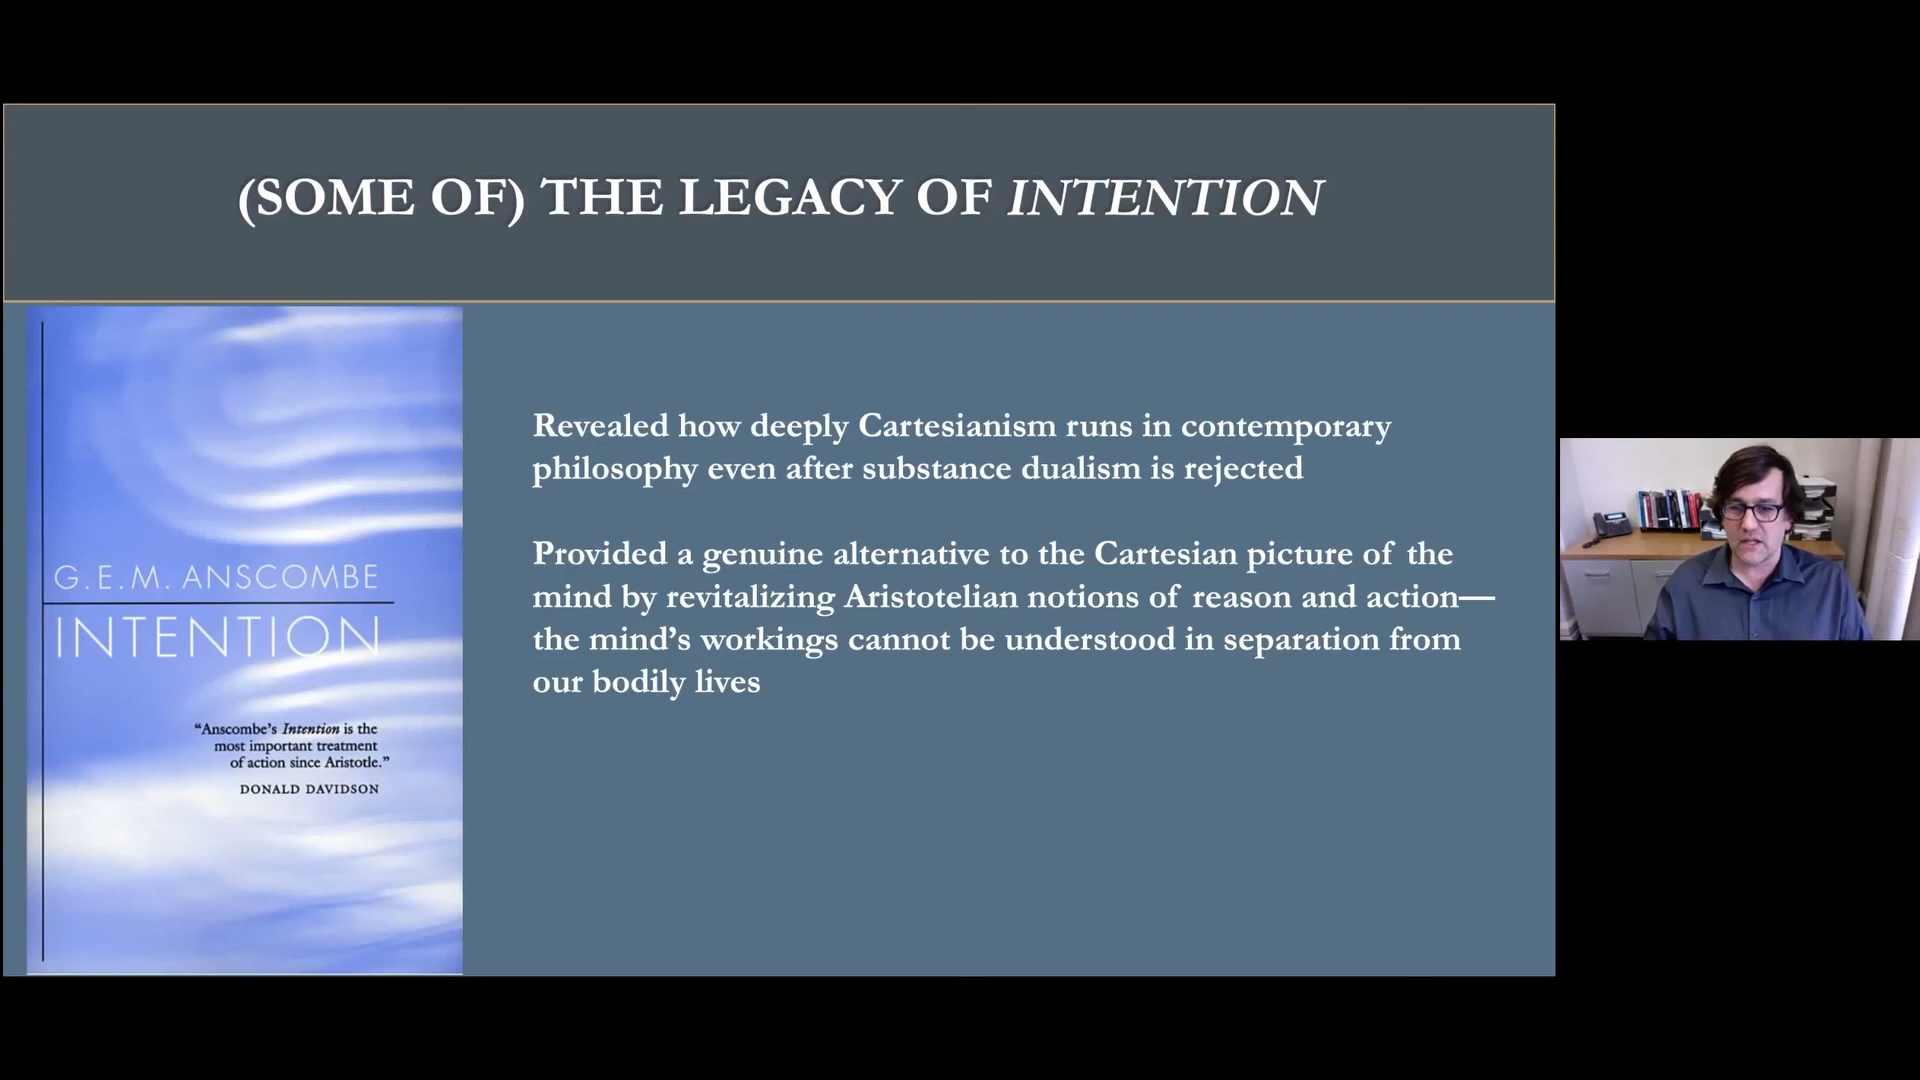 (SOME OF) THE LEGACY OF INTENTION
G.E.M. ANSCOMBE
INTENTION
“Anscombe’s Intention is the
most important treatment
of action since Aristotle.”
DONALD DAVIDSON
Revealed how deeply Cartesianism runs in contemporary
philosophy even after substance dualism is rejected
Provided a genuine alternative to the Cartesian picture of the
mind by revitalizing Aristotelian notions of reason and action—
the mind’s workings cannot be understood in separation from
our bodily lives